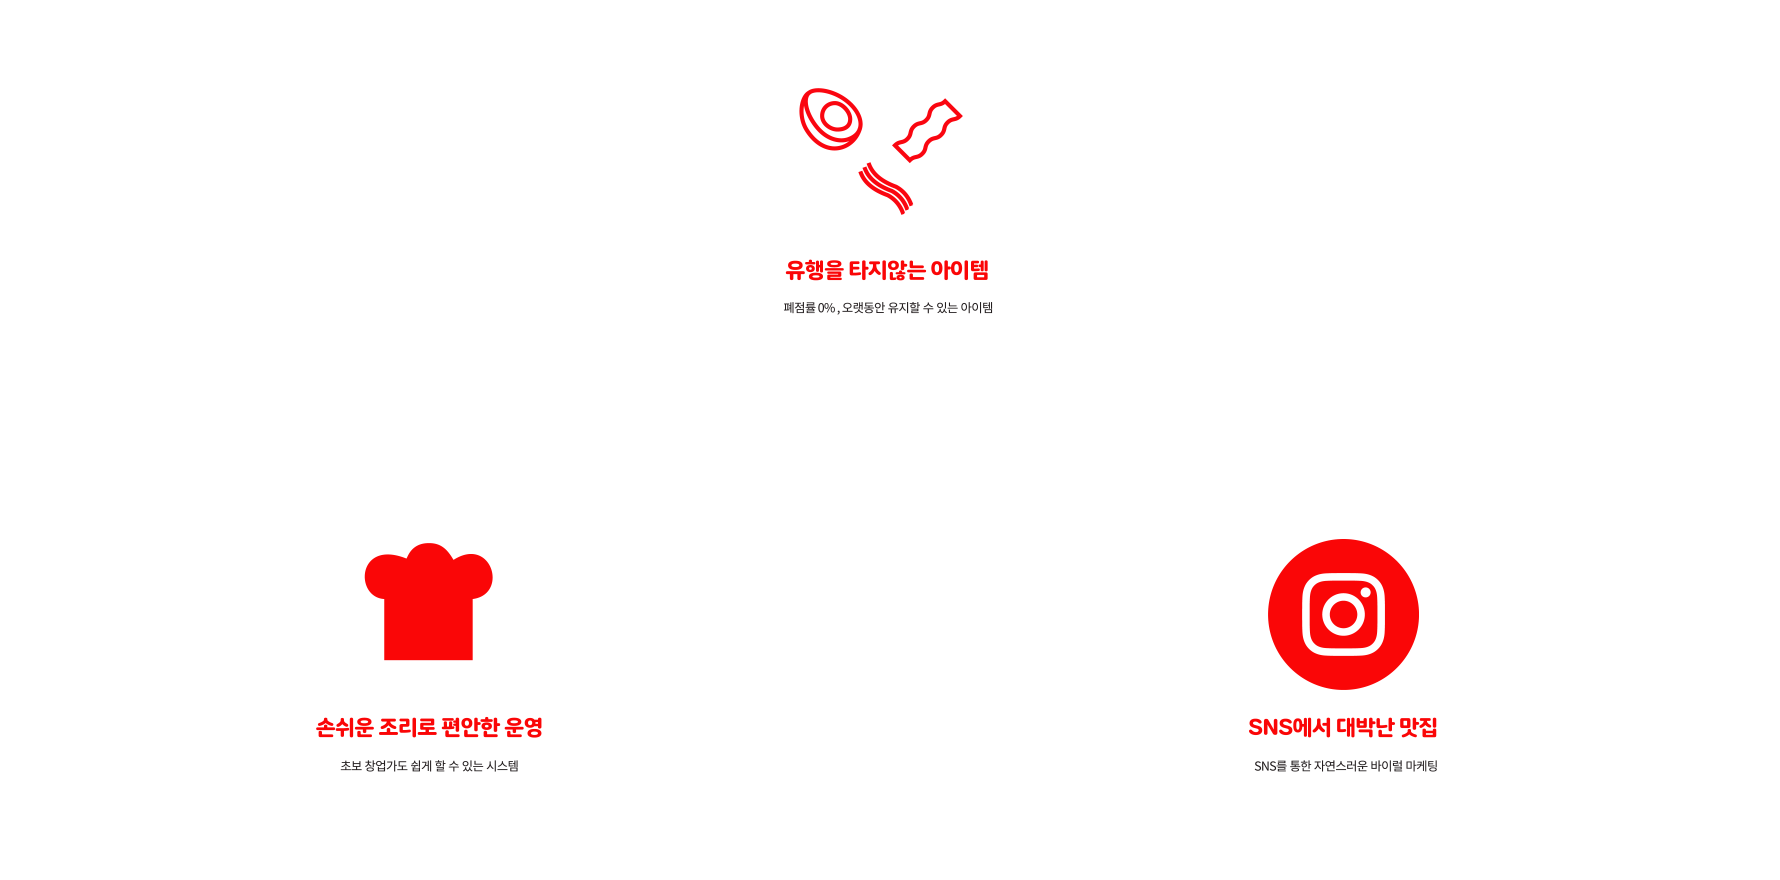 유행을 타지않는 아이템
폐점률 0% , 오랫동안 유지할 수 있는 아이템
손쉬운 조리로 편안한 운영
초보 창업가도 쉽게 할 수 있는 시스템
SNS에서 대박난 맛집
SNS를 통한 자연스러운 바이럴 마케팅